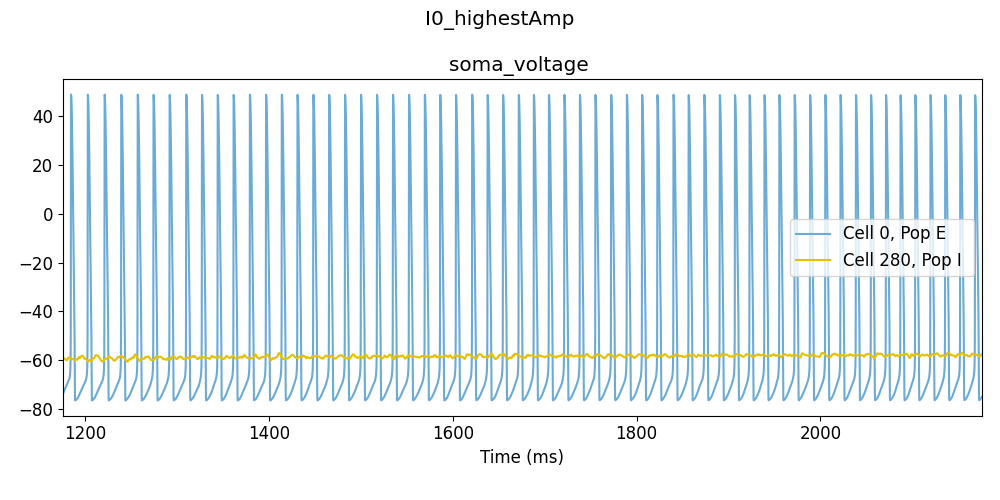 I0_highestAmp
soma_voltage
40
20
0
−20
−40
−60
−80
Cell 0, Pop E
Cell 280, Pop I
1200 1400 1600 1800 2000
Time (ms)